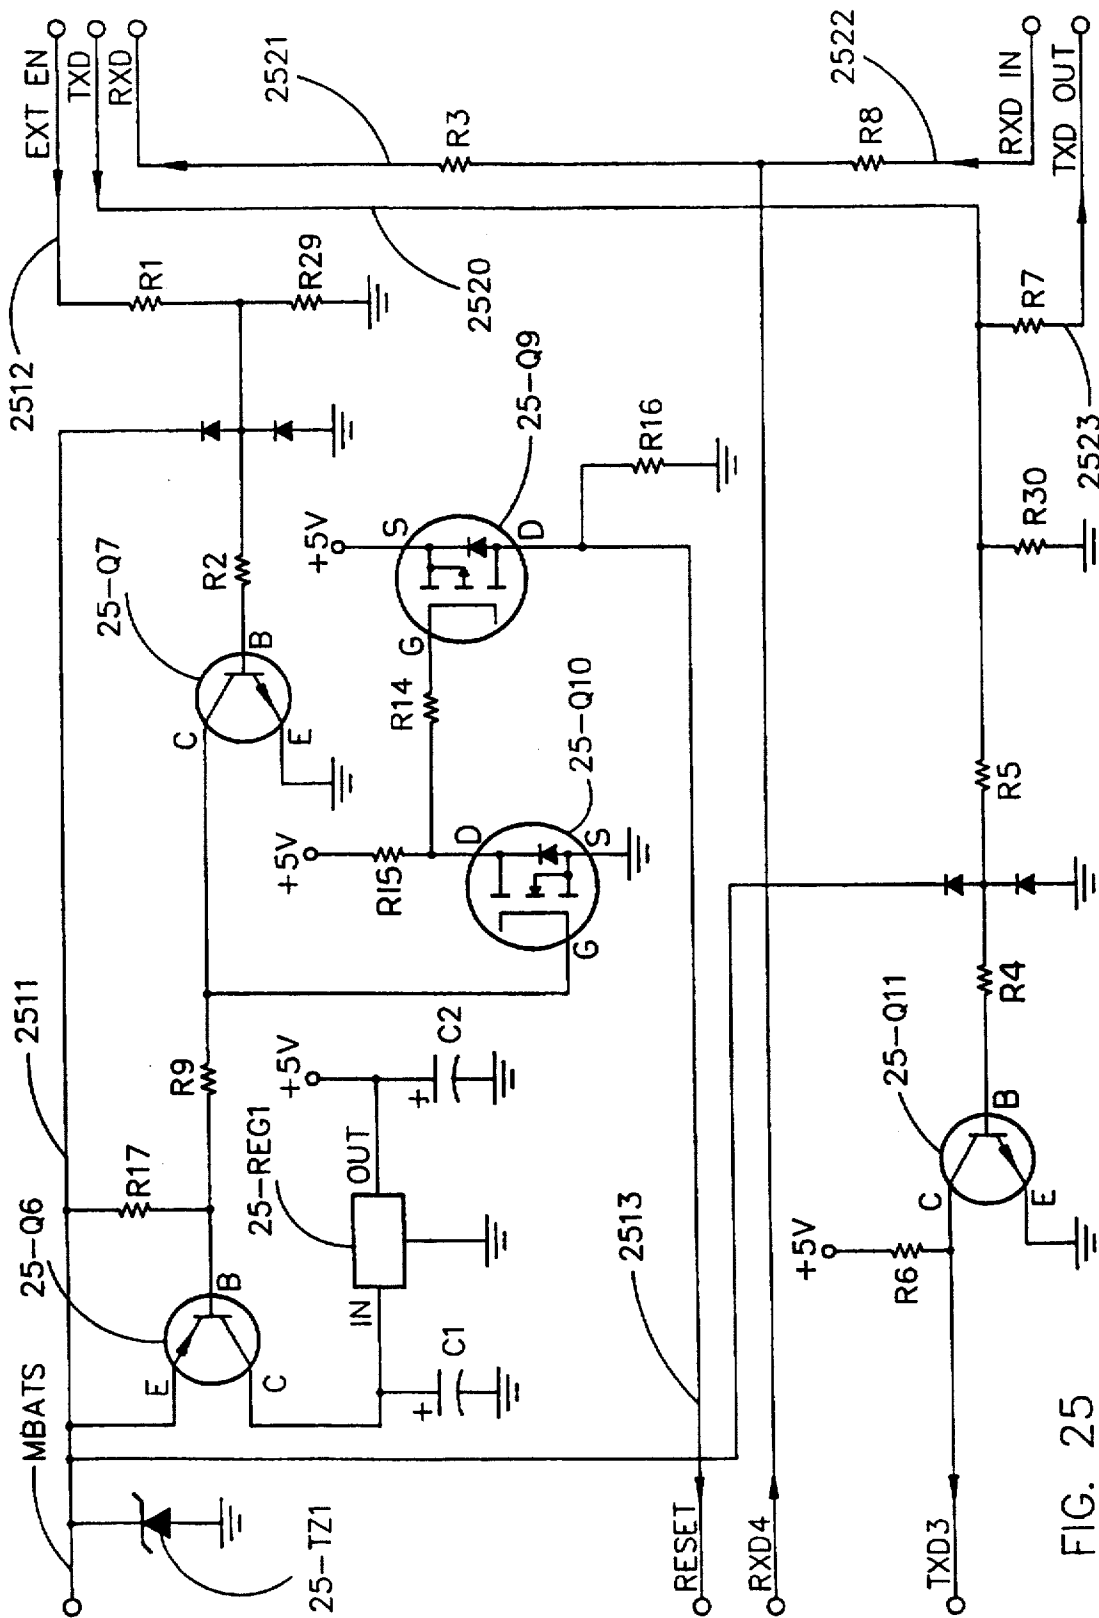 EXT EN
TXD
RXD
2521
R3
2522
R8
RXD IN
TXD OUT
2512
R1
R29
2520
R7
2523
25-Q9
R16
R30
25-Q7
R2
B
C
E
+5V
S
D
G
R14
25-Q10
+5V
R15
D
S
G
R5
2511
R9
R17
25-Q6
B
E
C
MBATS
25-TZ1
25-REG1
OUT
IN
+5V
C2
+
C1
+
2513
RESET
RXD4
TXD3
25-Q11
R4
B
C
E
+5V
R6
FIG. 25